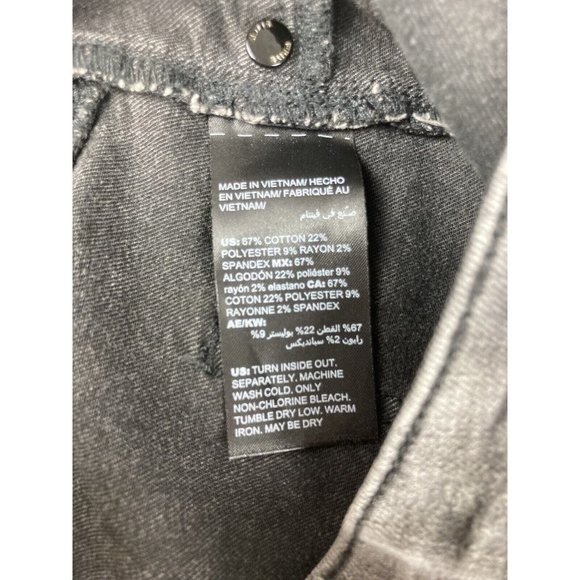 MADE IN VIETNAM/ HECHO
EN VIETNAM/ FABRIQUÉ AU
VIETNAM/
صنع في فيتنام
US: 67% COTTON 22%
POLYESTER 9% RAYON 2%
SPANDEX MX: 67%
ALGODÓN 22% poliéster 9%
rayón 2% elastano CA: 67%
COTON 22% POLYESTER 9%
RAYONNE 2% SPANDEX
AE/KW:
%67 القطن 22% بوليستر 9%
رايون 2% سبانديكس
US: TURN INSIDE OUT.
SEPARATELY. MACHINE
WASH COLD. ONLY
NON-CHLORINE BLEACH.
TUMBLE DRY LOW. WARM
IRON. MAY BE DRY